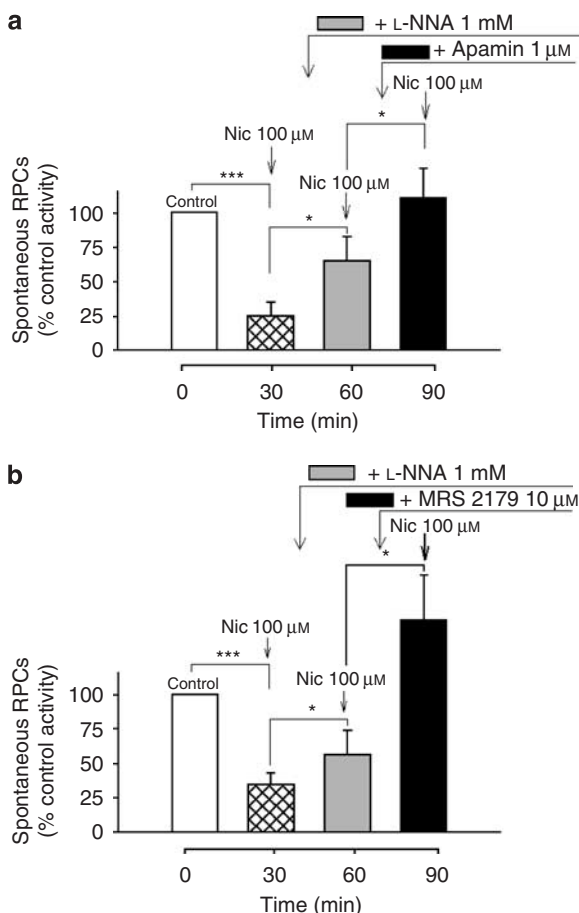 a
+ L-NNA 1 mM
+ Apamin 1 μM
Nic 100 μM
*
Nic 100 μM
***
Nic 100 μM
*
Control
Spontaneous RPCs
(% control activity)
100
75
50
25
0
0 30 60 90
Time (min)
b
+ L-NNA 1 mM
+ MRS 2179 10 μM
Nic 100 μM
*
Nic 100 μM
***
Nic 100 μM
*
Control
Spontaneous RPCs
(% control activity)
100
75
50
25
0
0 30 60 90
Time (min)